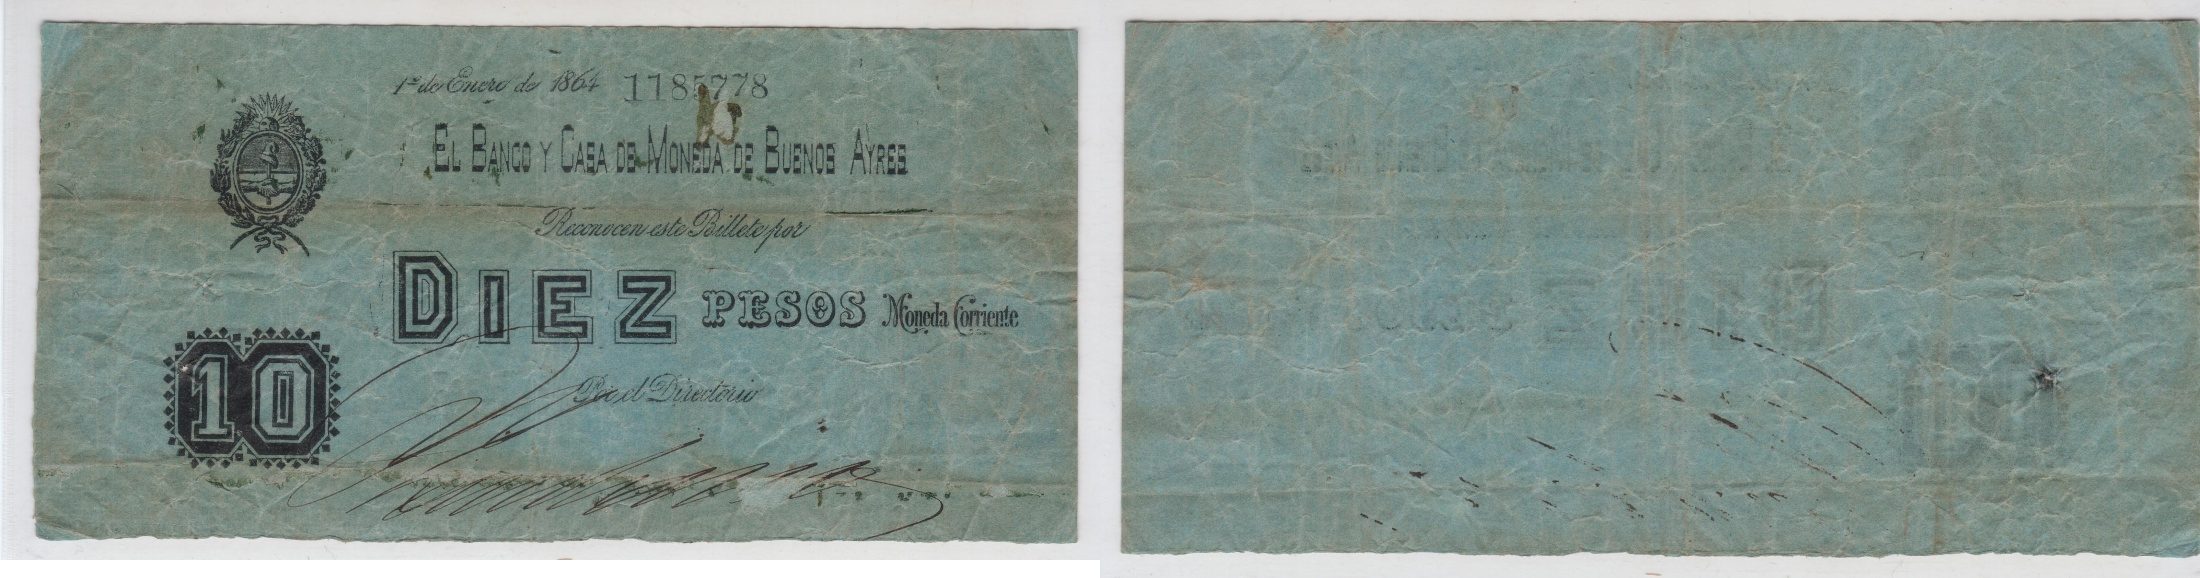 1º de Enero de 1864 1185778
El Banco y Casa de Moneda de Buenos Ayres
Reconocen este Billete por
DIEZ PESOS Moneda Corriente
10
Por el Directorio